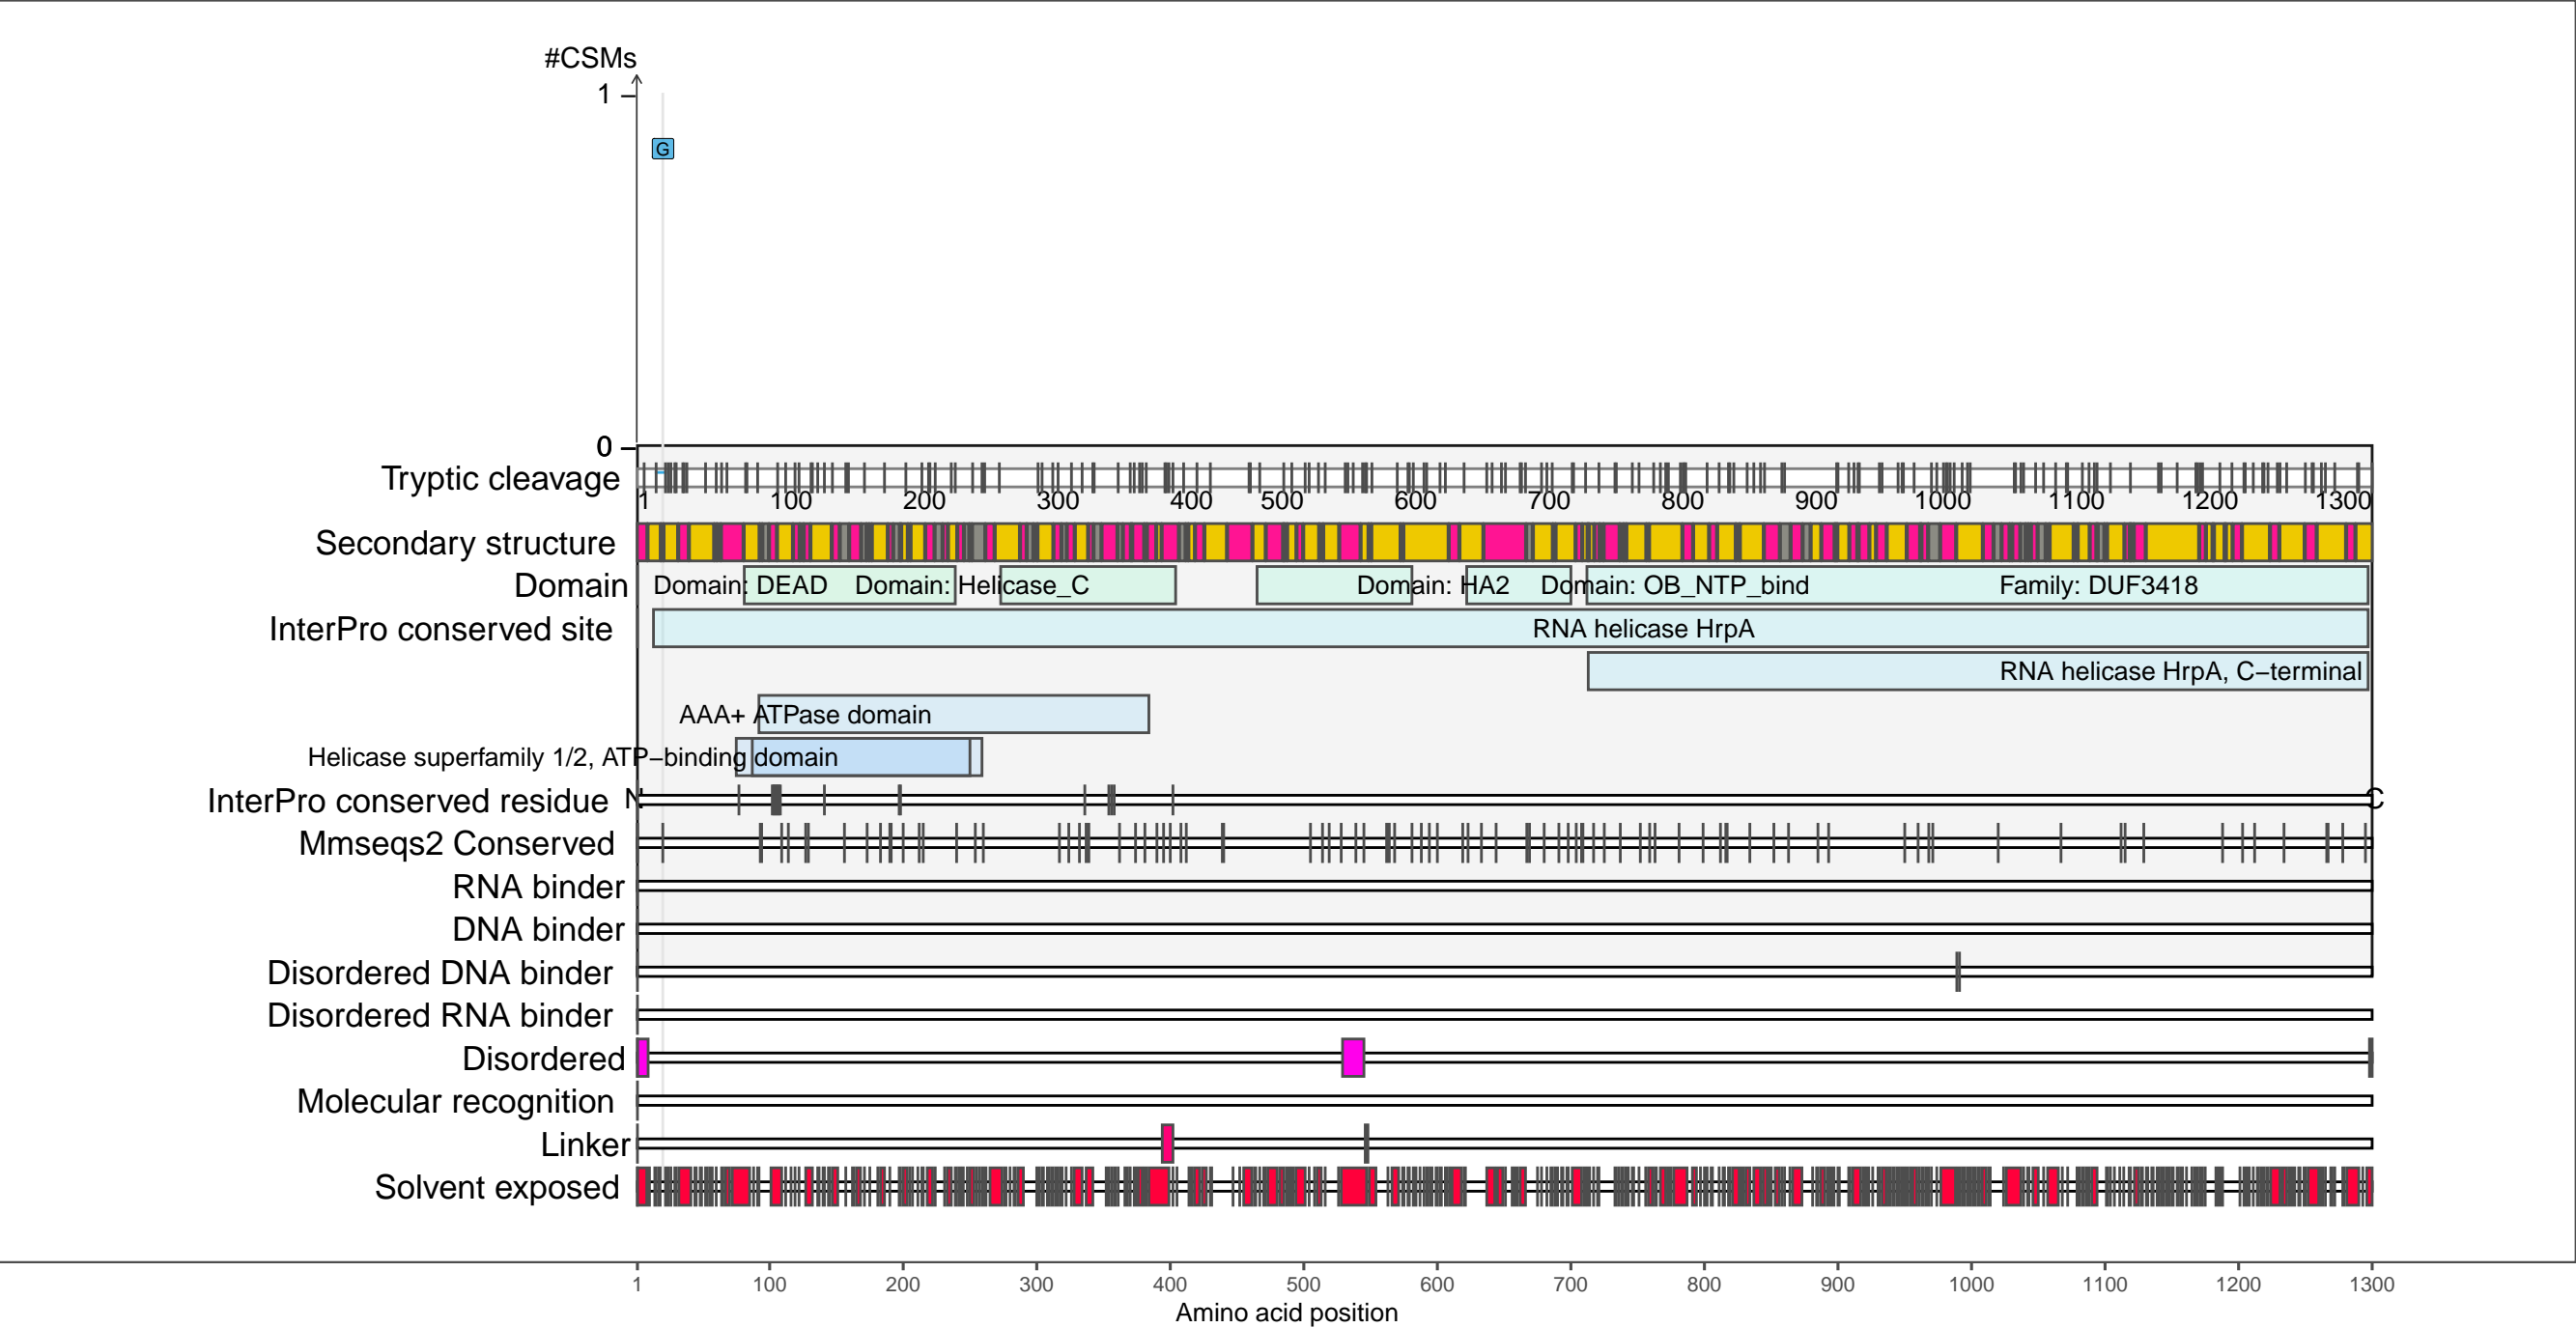 #CSMs
1
G
0
Tryptic cleavage
1 100 200 300 400 500 600 700 800 900 1000 1100 1200 1300
Secondary structure
Domain Domain: DEAD Domain: Helicase_C Domain: HA2 Domain: OB_NTP_bind Family: DUF3418
InterPro conserved site RNA helicase HrpA
RNA helicase HrpA, C−terminal
AAA+ ATPase domain
Helicase superfamily 1/2, ATP−binding domain
InterPro conserved residue N C
Mmseqs2 Conserved
RNA binder
DNA binder
Disordered DNA binder
Disordered RNA binder
Disordered
Molecular recognition
Linker
Solvent exposed
1 100 200 300 400 500 600 700 800 900 1000 1100 1200 1300
Amino acid position